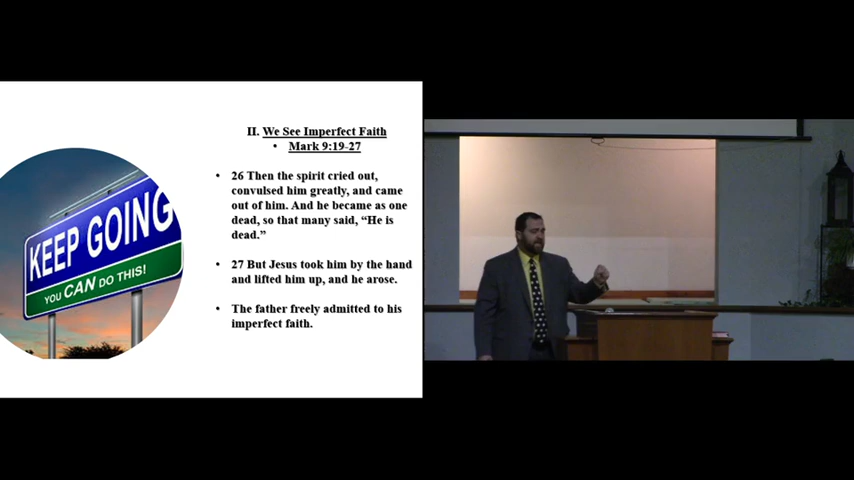 KEEP GOING
YOU CAN DO THIS!
II. We See Imperfect Faith
• Mark 9:19-27
• 26 Then the spirit cried out,
convulsed him greatly, and came
out of him. And he became as one
dead, so that many said, “He is
dead.”
• 27 But Jesus took him by the hand
and lifted him up, and he arose.
• The father freely admitted to his
imperfect faith.